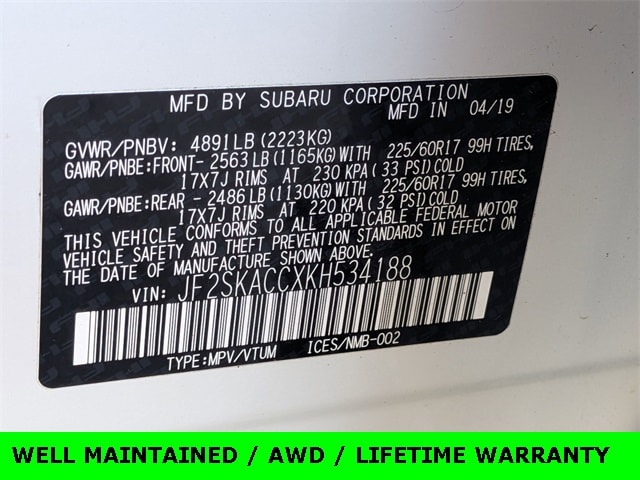 MFD BY SUBARU CORPORATION
MFD IN 04/19
GVWR/PNBV: 4891LB(2223KG)
GAWR/PNBE:FRONT- 2563LB(1165KG)WITH 225/60R17 99H TIRES,
17X7J RIMS AT 230 KPA(33 PSI)COLD
GAWR/PNBE:REAR - 2486LB(1130KG)WITH 225/60R17 99H TIRES,
17X7J RIMS AT 220 KPA(32 PSI)COLD
THIS VEHICLE CONFORMS TO ALL APPLICABLE FEDERAL MOTOR
VEHICLE SAFETY AND THEFT PREVENTION STANDARDS IN EFFECT ON
THE DATE OF MANUFACTURE SHOWN ABOVE.
VIN: JF2SKACCXKH534188
TYPE:MPV/VTUM ICES/NMB-002
WELL MAINTAINED / AWD / LIFETIME WARRANTY